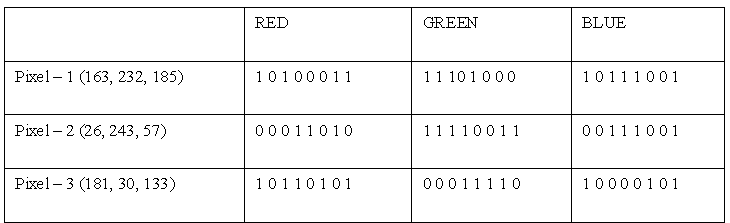 RED GREEN BLUE
Pixel – 1 (163, 232, 185) 1 0 1 0 0 0 1 1 1 1 101 0 0 0 1 0 1 1 1 0 0 1
Pixel – 2 (26, 243, 57) 0 0 0 1 1 0 1 0 1 1 1 1 0 0 1 1 0 0 1 1 1 0 0 1
Pixel – 3 (181, 30, 133) 1 0 1 1 0 1 0 1 0 0 0 1 1 1 1 0 1 0 0 0 0 1 0 1